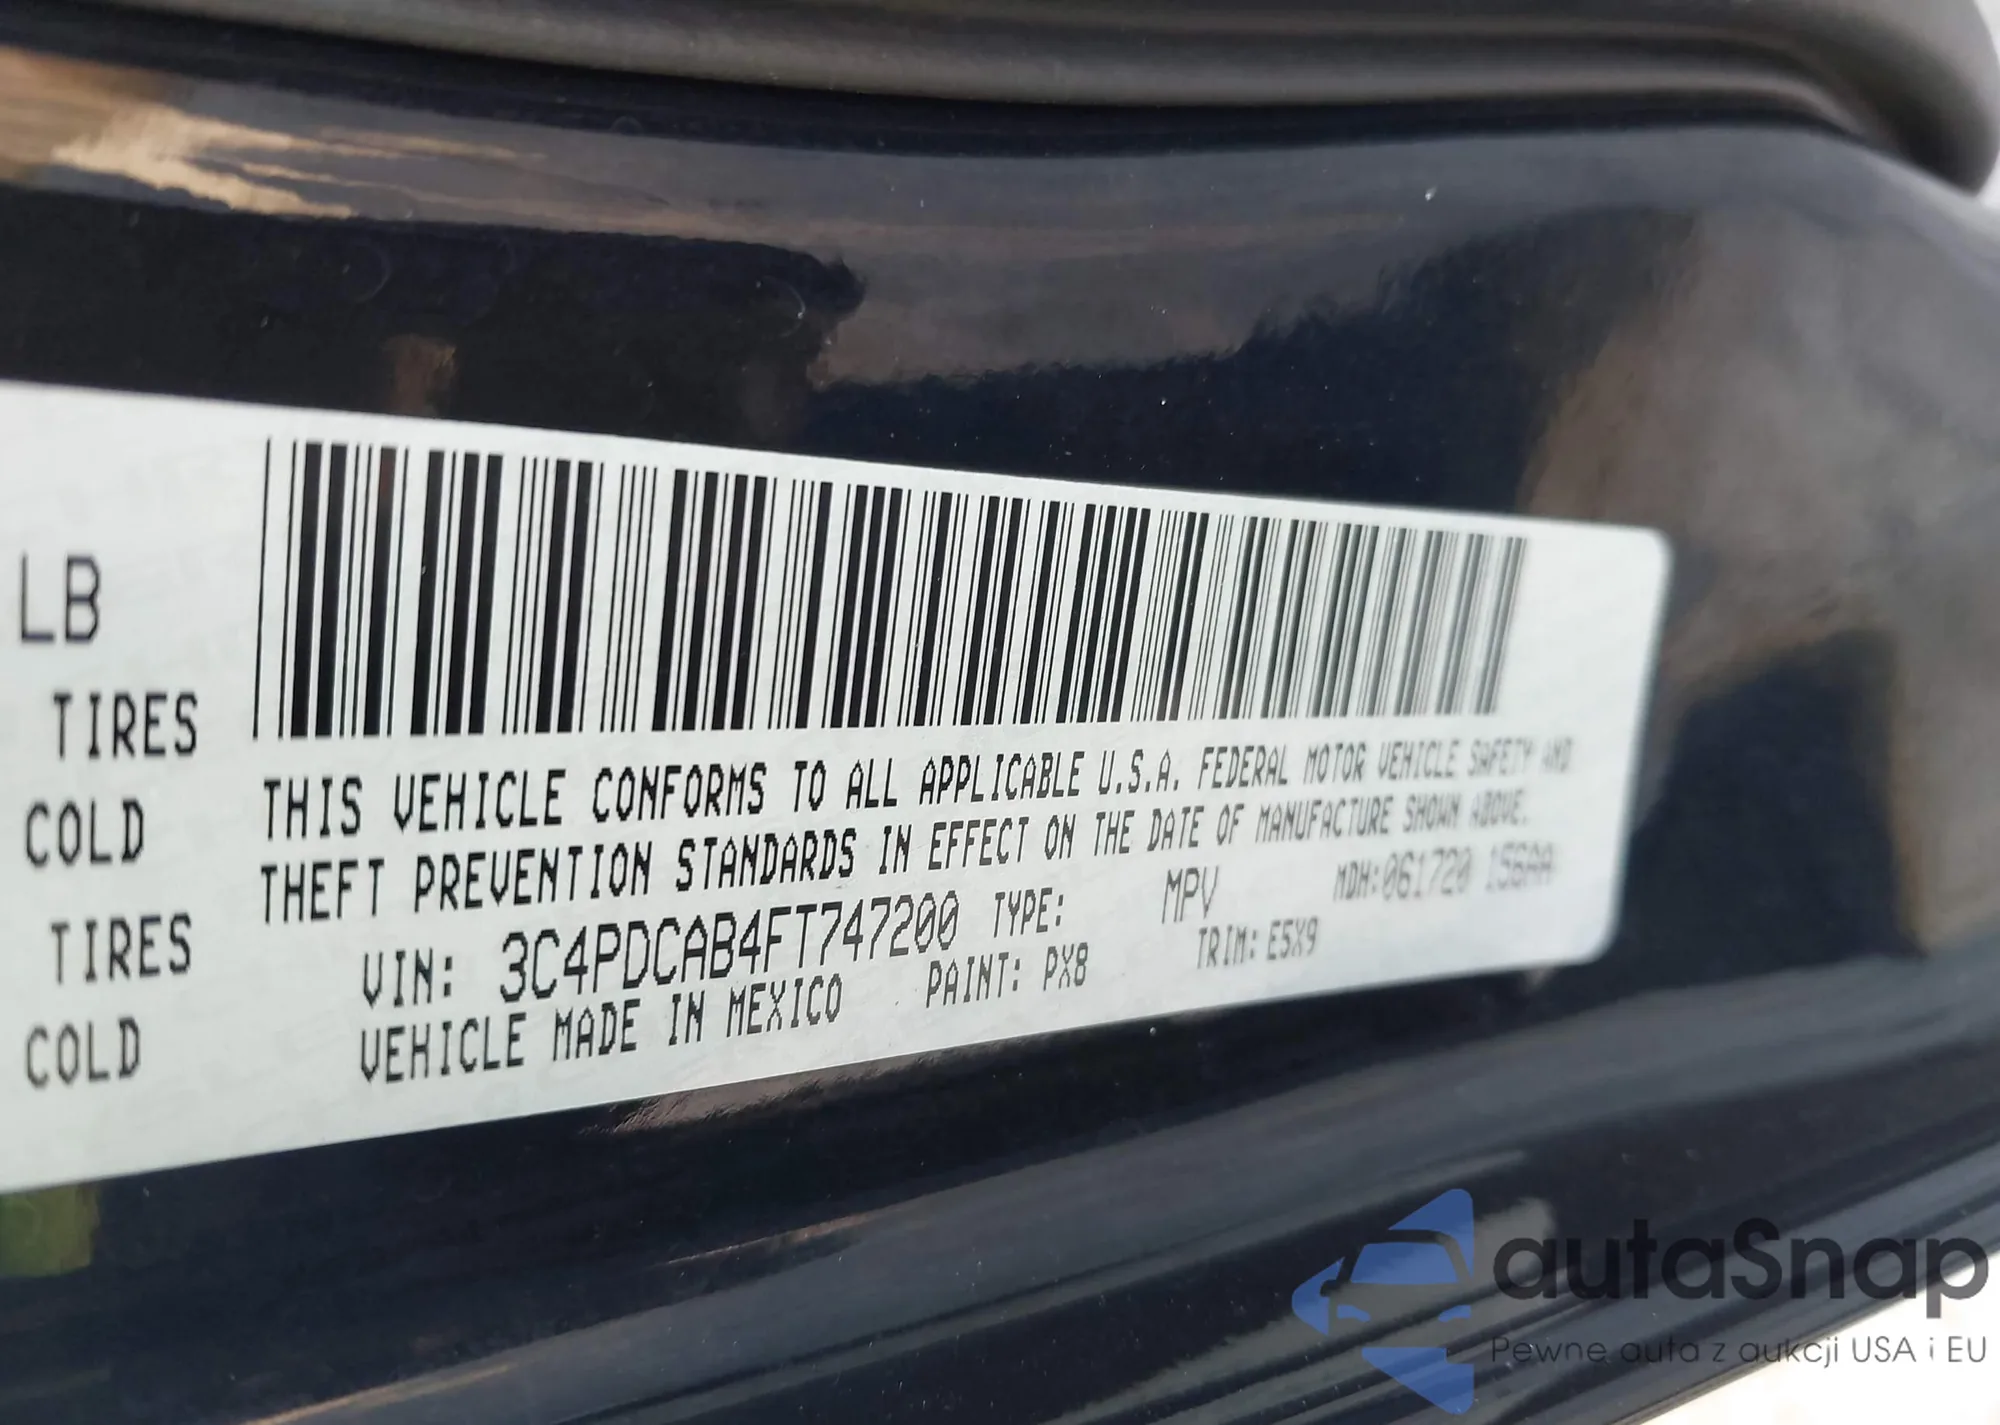 LB
TIRES
COLD
TIRES
COLD
THIS VEHICLE CONFORMS TO ALL APPLICABLE U.S.A. FEDERAL MOTOR VEHICLE SAFETY AND
THEFT PREVENTION STANDARDS IN EFFECT ON THE DATE OF MANUFACTURE SHOWN ABOVE.
VIN: 3C4PDCAB4FT747200 TYPE: MPV MDH:061720
VEHICLE MADE IN MEXICO PAINT: PX8 TRIM: E5X9
autaSnap
Pewne auta z aukcji USA i EU